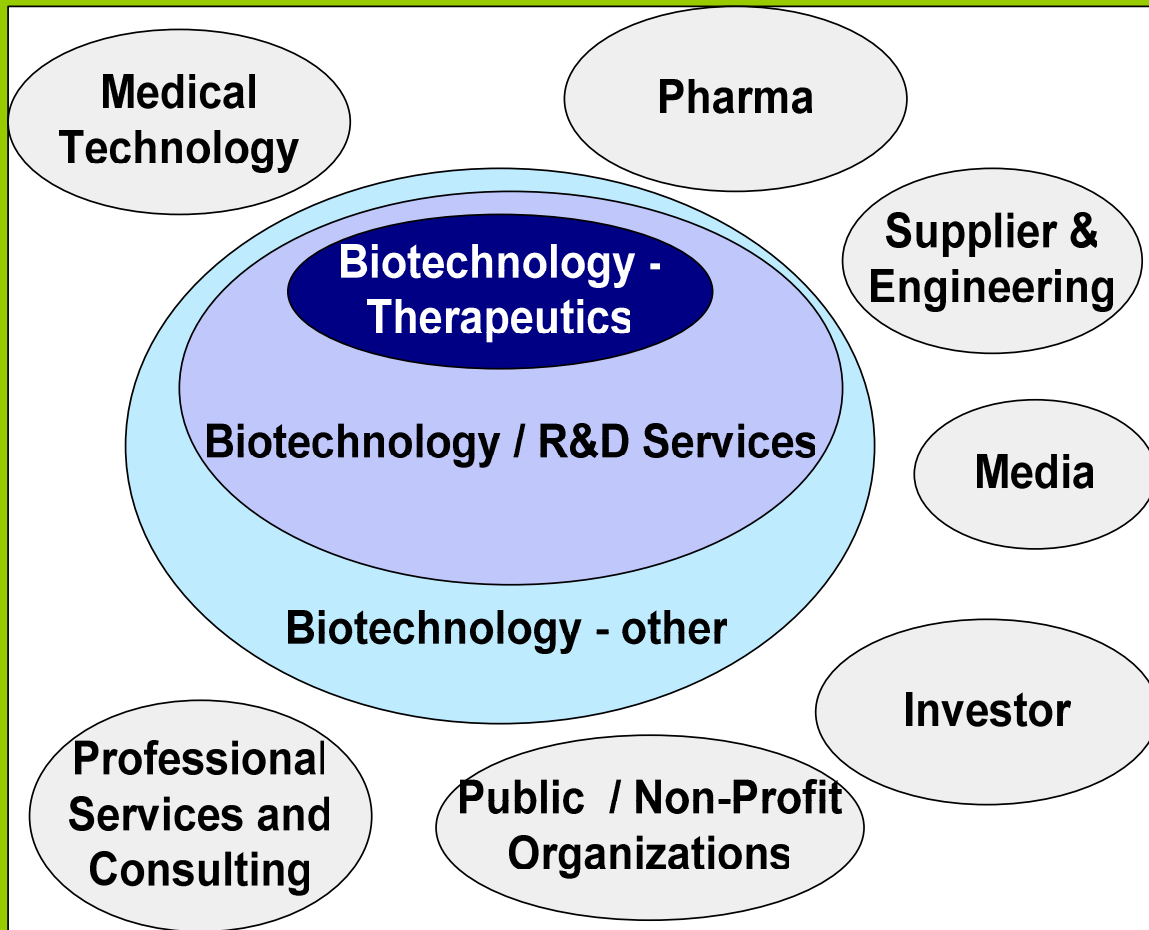 Medical
Technology
Pharma
Supplier &
Engineering
Biotechnology -
Therapeutics
Biotechnology / R&D Services
Media
Biotechnology - other
Investor
Professional
Services and
Consulting
Public / Non-Profit
Organizations